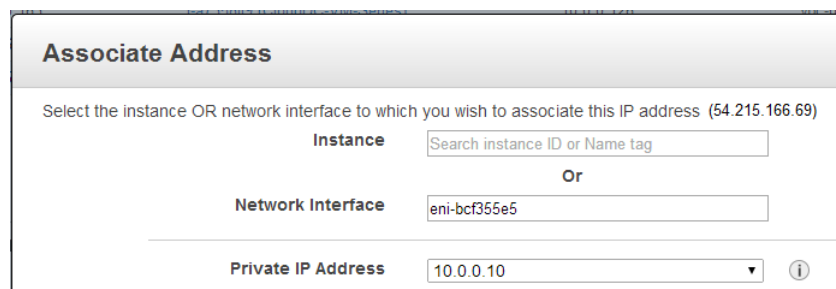 Associate Address
Select the instance OR network interface to which you wish to associate this IP address (54.215.166.69)
Instance Search instance ID or Name tag
Or
Network Interface eni-bcf355e5
Private IP Address 10.0.0.10